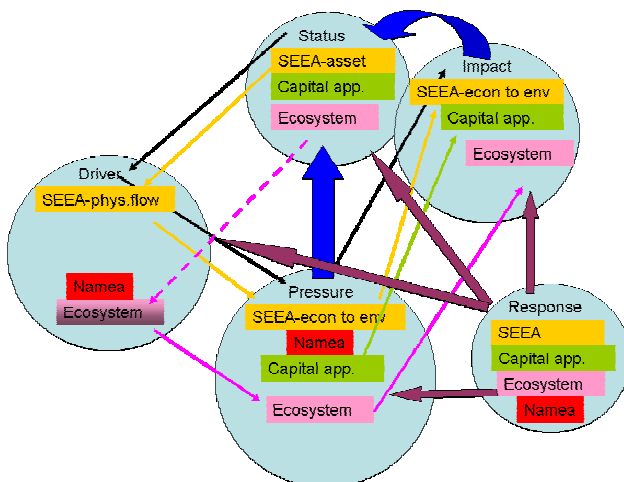 Status
SEEA-asset
Capital app.
Ecosystem
Impact
SEEA-econ to env
Capital app.
Ecosystem
Driver
SEEA-phys.flow
Namea
Ecosystem
Pressure
SEEA-econ to env
Namea
Capital app.
Ecosystem
Response
SEEA
Capital app.
Ecosystem
Namea